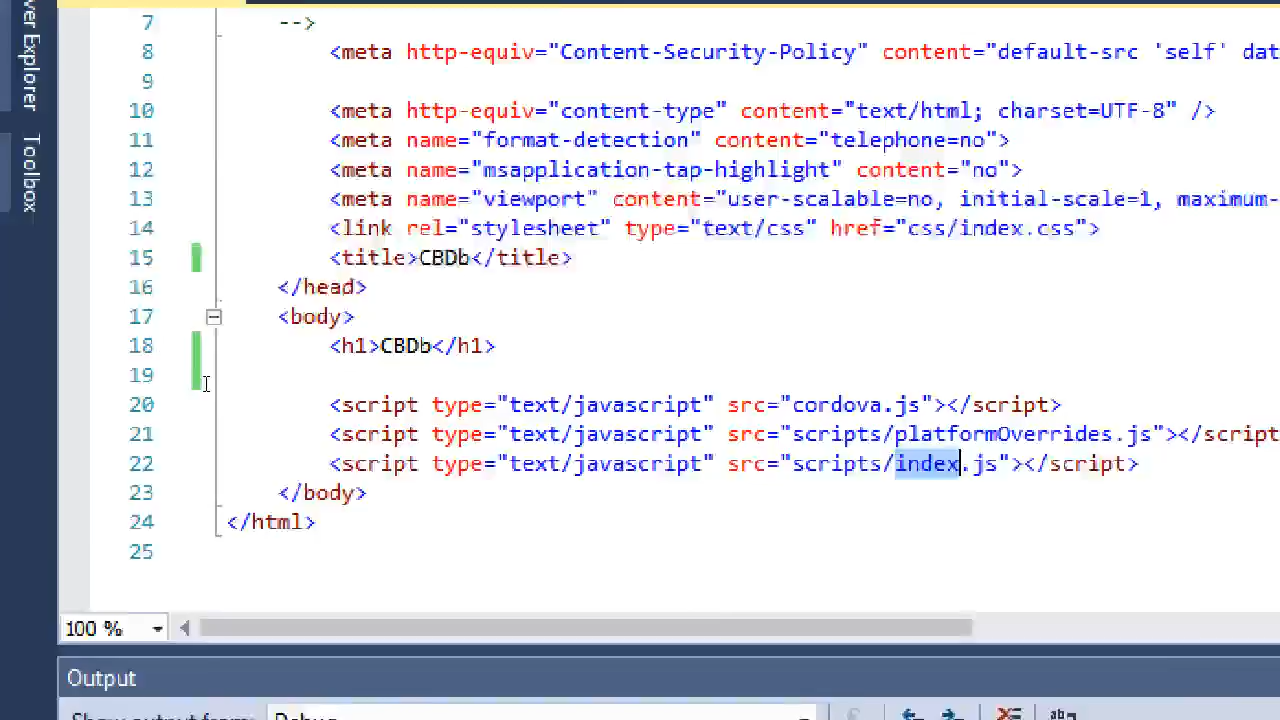 ver Explorer
Toolbox
7 -->
8 <meta http-equiv="Content-Security-Policy" content="default-src 'self' dat
9
10 <meta http-equiv="content-type" content="text/html; charset=UTF-8" />
11 <meta name="format-detection" content="telephone=no">
12 <meta name="msapplication-tap-highlight" content="no">
13 <meta name="viewport" content="user-scalable=no, initial-scale=1, maximum-
14 <link rel="stylesheet" type="text/css" href="css/index.css">
15 <title>CBDb</title>
16 </head>
17 <body>
18 <h1>CBDb</h1>
19
20 <script type="text/javascript" src="cordova.js"></script>
21 <script type="text/javascript" src="scripts/platformOverrides.js"></script
22 <script type="text/javascript" src="scripts/index.js"></script>
23 </body>
24 </html>
25
100 %
Output
Show output from: Debug